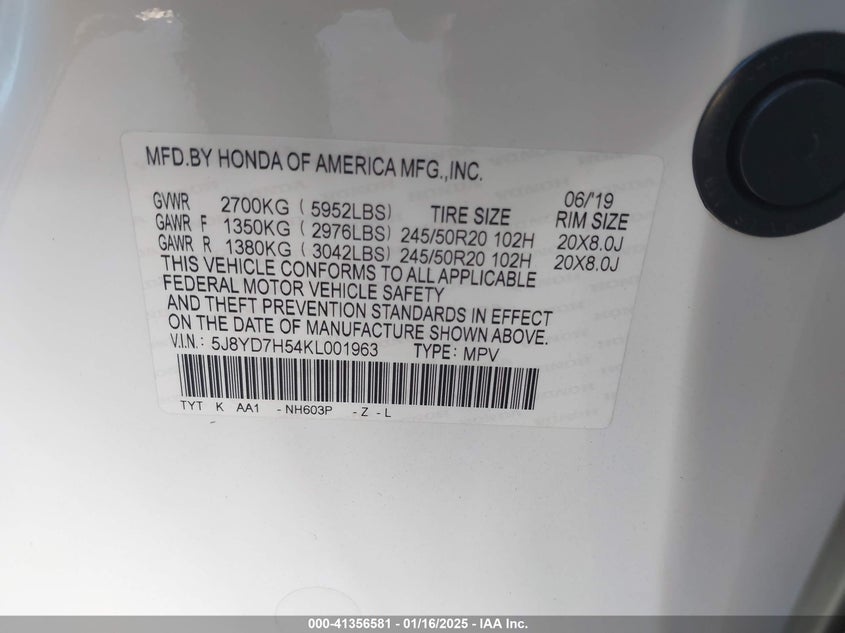 MFD.BY HONDA OF AMERICA MFG.,INC.
06/'19
GVWR 2700KG ( 5952LBS) TIRE SIZE RIM SIZE
GAWR F 1350KG ( 2976LBS) 245/50R20 102H 20X8.0J
GAWR R 1380KG ( 3042LBS) 245/50R20 102H 20X8.0J
THIS VEHICLE CONFORMS TO ALL APPLICABLE
FEDERAL MOTOR VEHICLE SAFETY
AND THEFT PREVENTION STANDARDS IN EFFECT
ON THE DATE OF MANUFACTURE SHOWN ABOVE.
V.I.N.: 5J8YD7H54KL001963 TYPE: MPV
TYT K AA1 -NH603P -Z-L
000-41356581 - 01/16/2025 - IAAI Inc.